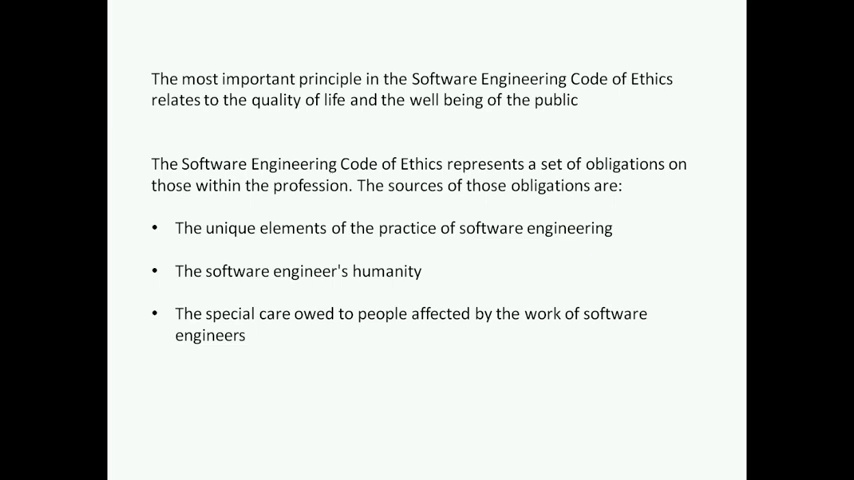 The most important principle in the Software Engineering Code of Ethics
relates to the quality of life and the well being of the public
The Software Engineering Code of Ethics represents a set of obligations on
those within the profession. The sources of those obligations are:
• The unique elements of the practice of software engineering
• The software engineer's humanity
• The special care owed to people affected by the work of software
engineers